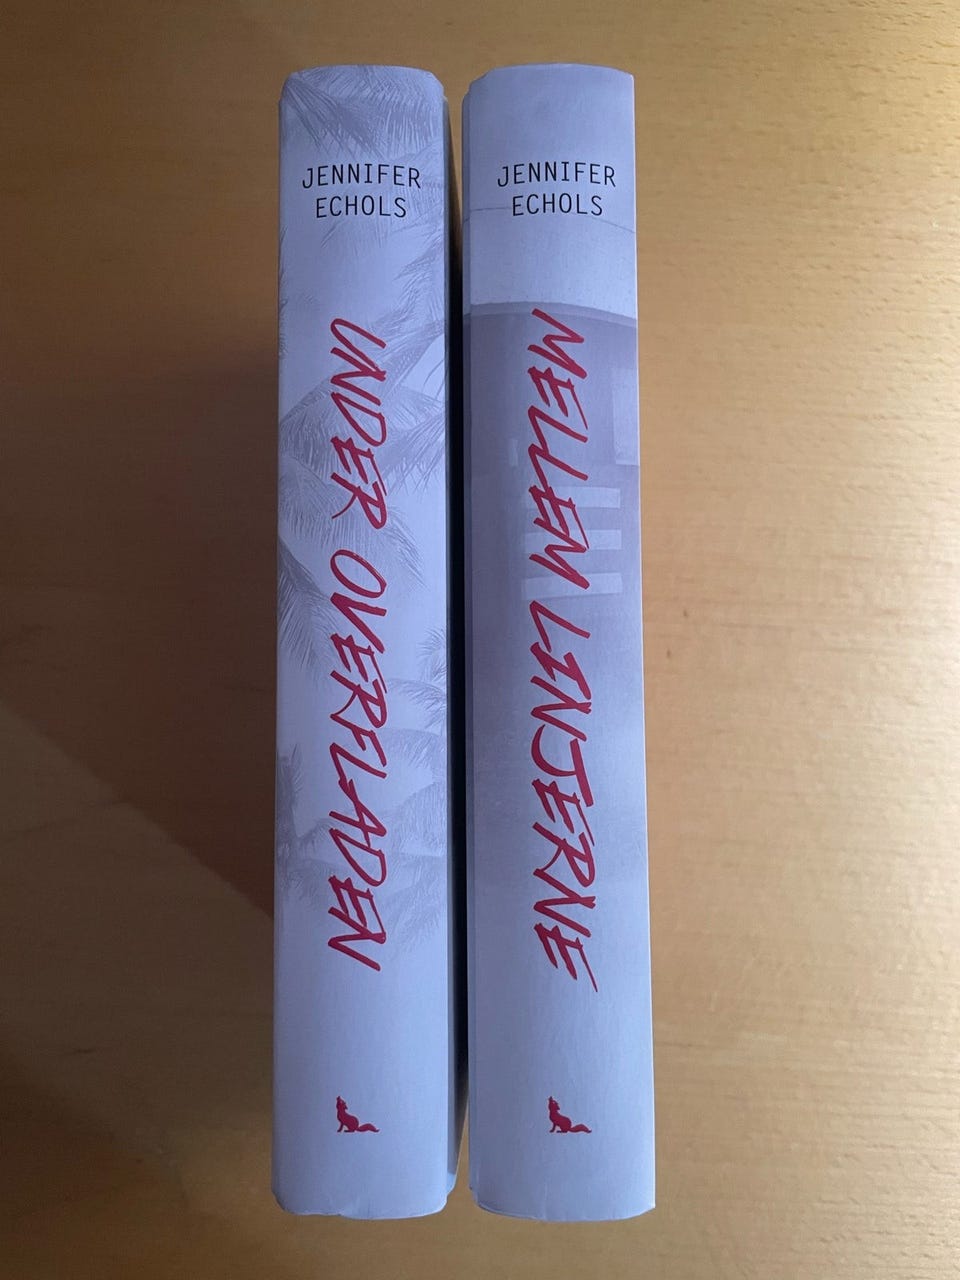 JENNIFER
ECHOLS
UNDER OVERFLADEN
JENNIFER
ECHOLS
MELLEM LINJERNE